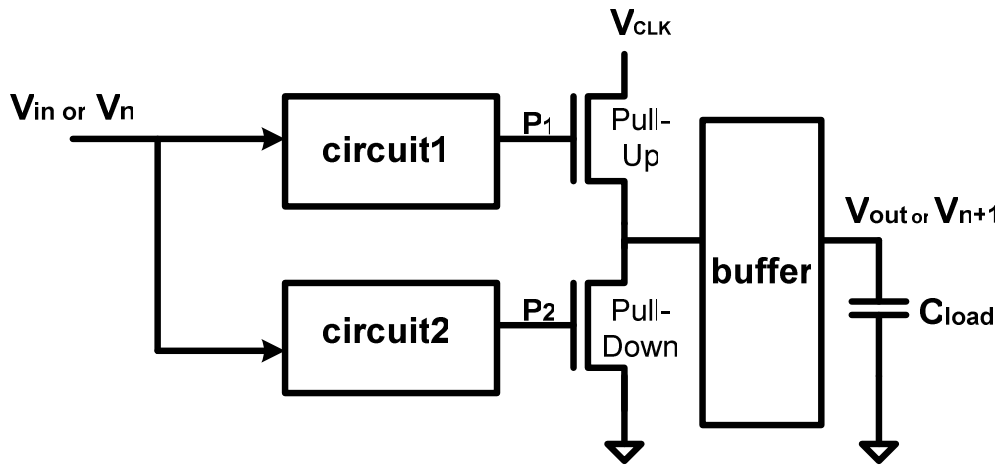 VCLK
Vin or Vn
circuit1
P1
Pull-
Up
Vout or Vn+1
buffer
circuit2
P2
Pull-
Down
Cload